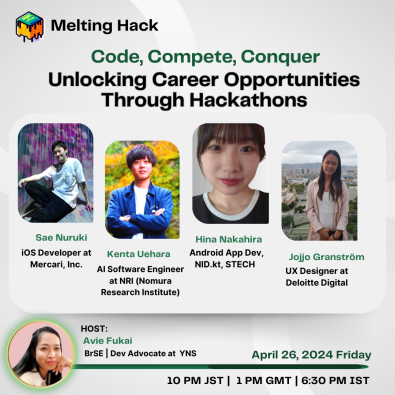 Melting Hack
Code, Compete, Conquer
Unlocking Career Opportunities
Through Hackathons
Sae Nuruki
iOS Developer at
Mercari, Inc.
Kenta Uehara
AI Software Engineer
at NRI (Nomura
Research Institute)
Hina Nakahira
Android App Dev,
NID.kt, STECH
Jojjo Granström
UX Designer at
Deloitte Digital
HOST:
Avie Fukai
BrSE | Dev Advocate at YNS
April 26, 2024 Friday
10 PM JST | 1 PM GMT | 6:30 PM IST